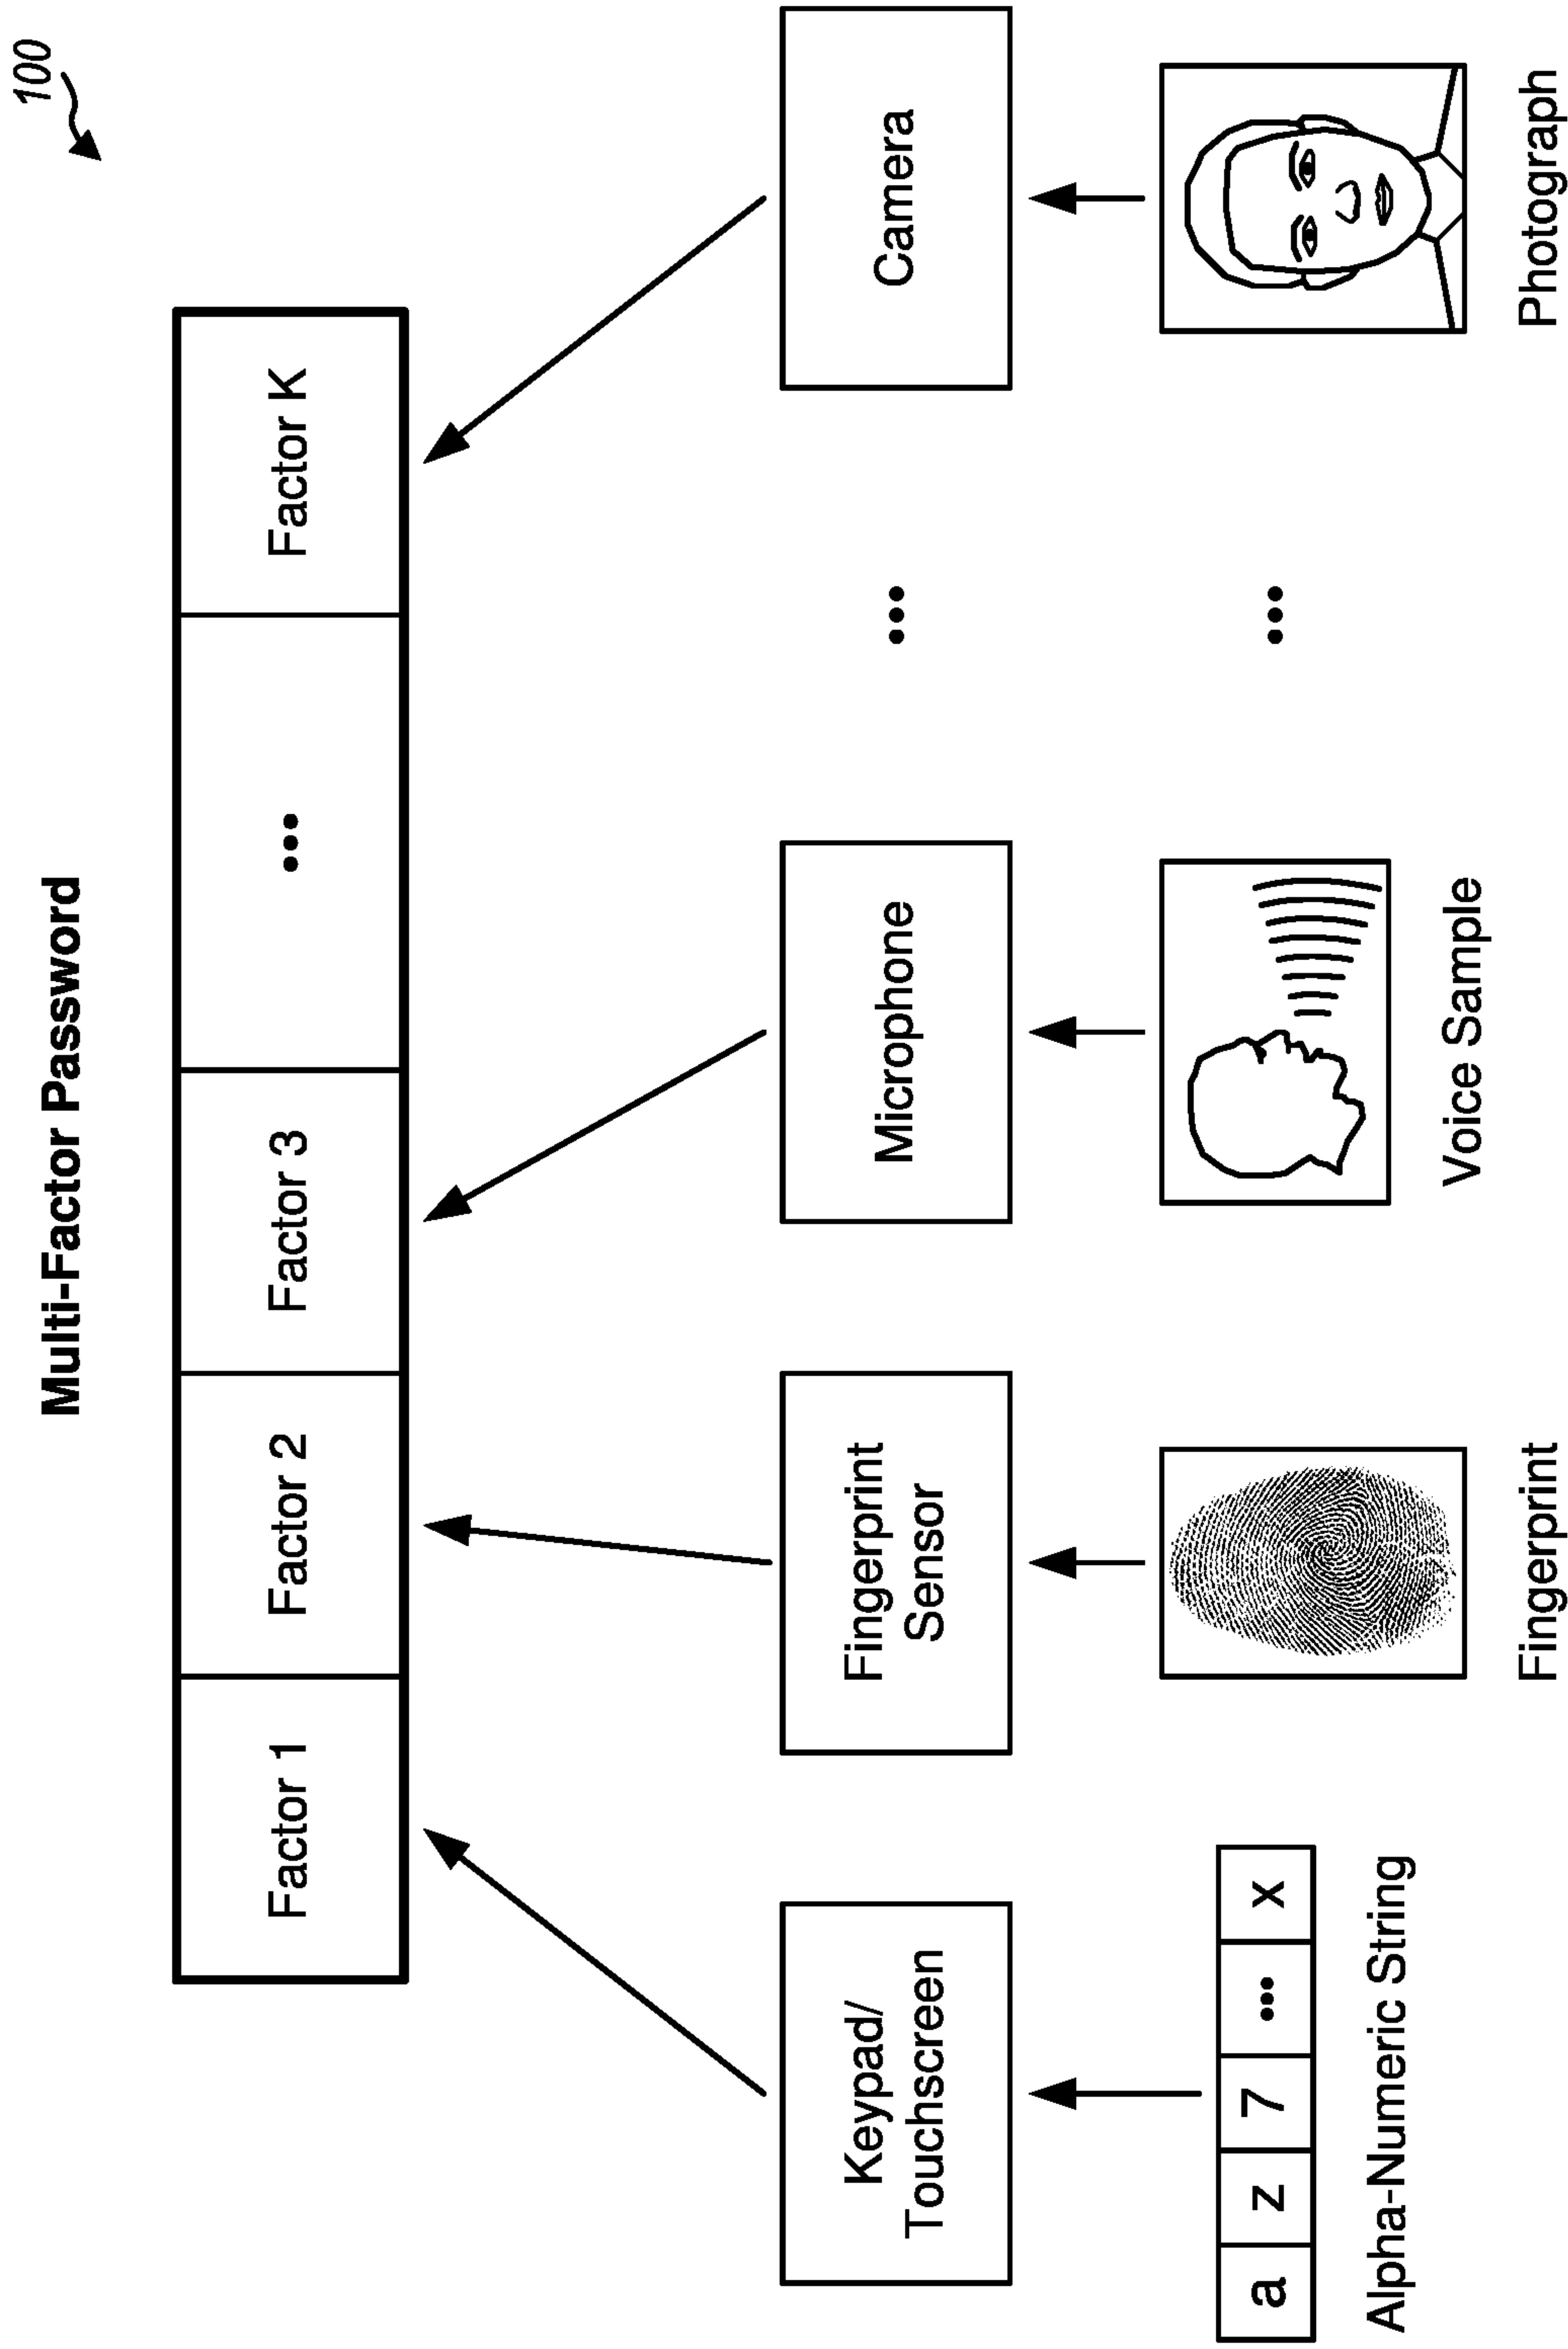 100
Multi-Factor Password
Factor 1 Factor 2 Factor 3 ... Factor K
Keypad/
Touchscreen
Fingerprint
Sensor
Microphone
...
Camera
a z 7 ... x
...
Alpha-Numeric String
Fingerprint
Voice Sample
Photograph